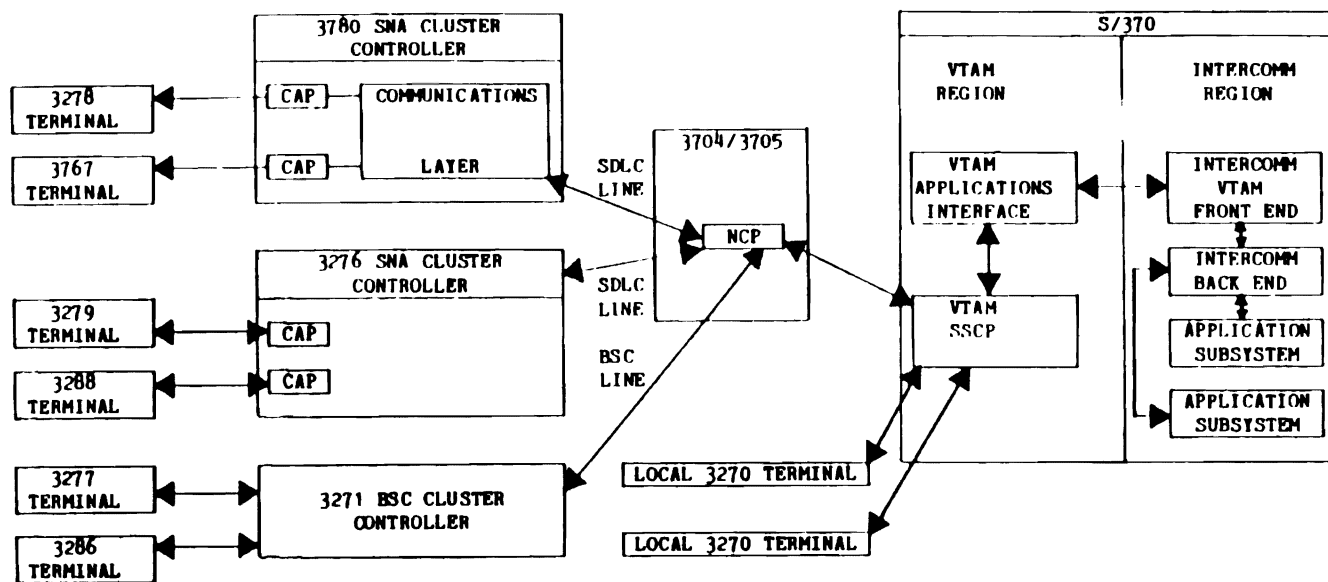 3780 SNA CLUSTER
CONTROLLER
CAP
COMMUNICATIONS
CAP
LAYER
3278
TERMINAL
3767
TERMINAL
3276 SNA CLUSTER
CONTROLLER
CAP
CAP
3279
TERMINAL
3288
TERMINAL
3277
TERMINAL
3286
TERMINAL
3271 BSC CLUSTER
CONTROLLER
SDLC
LINE
SDLC
LINE
BSC
LINE
3704/3705
NCP
LOCAL 3270 TERMINAL
LOCAL 3270 TERMINAL
S/370
VTAM
REGION
VTAM
APPLICATIONS
INTERFACE
VTAM
SSCP
INTERCOMM
REGION
INTERCOMM
VTAM
FRONT END
INTERCOMM
BACK END
APPLICATION
SUBSYSTEM
APPLICATION
SUBSYSTEM